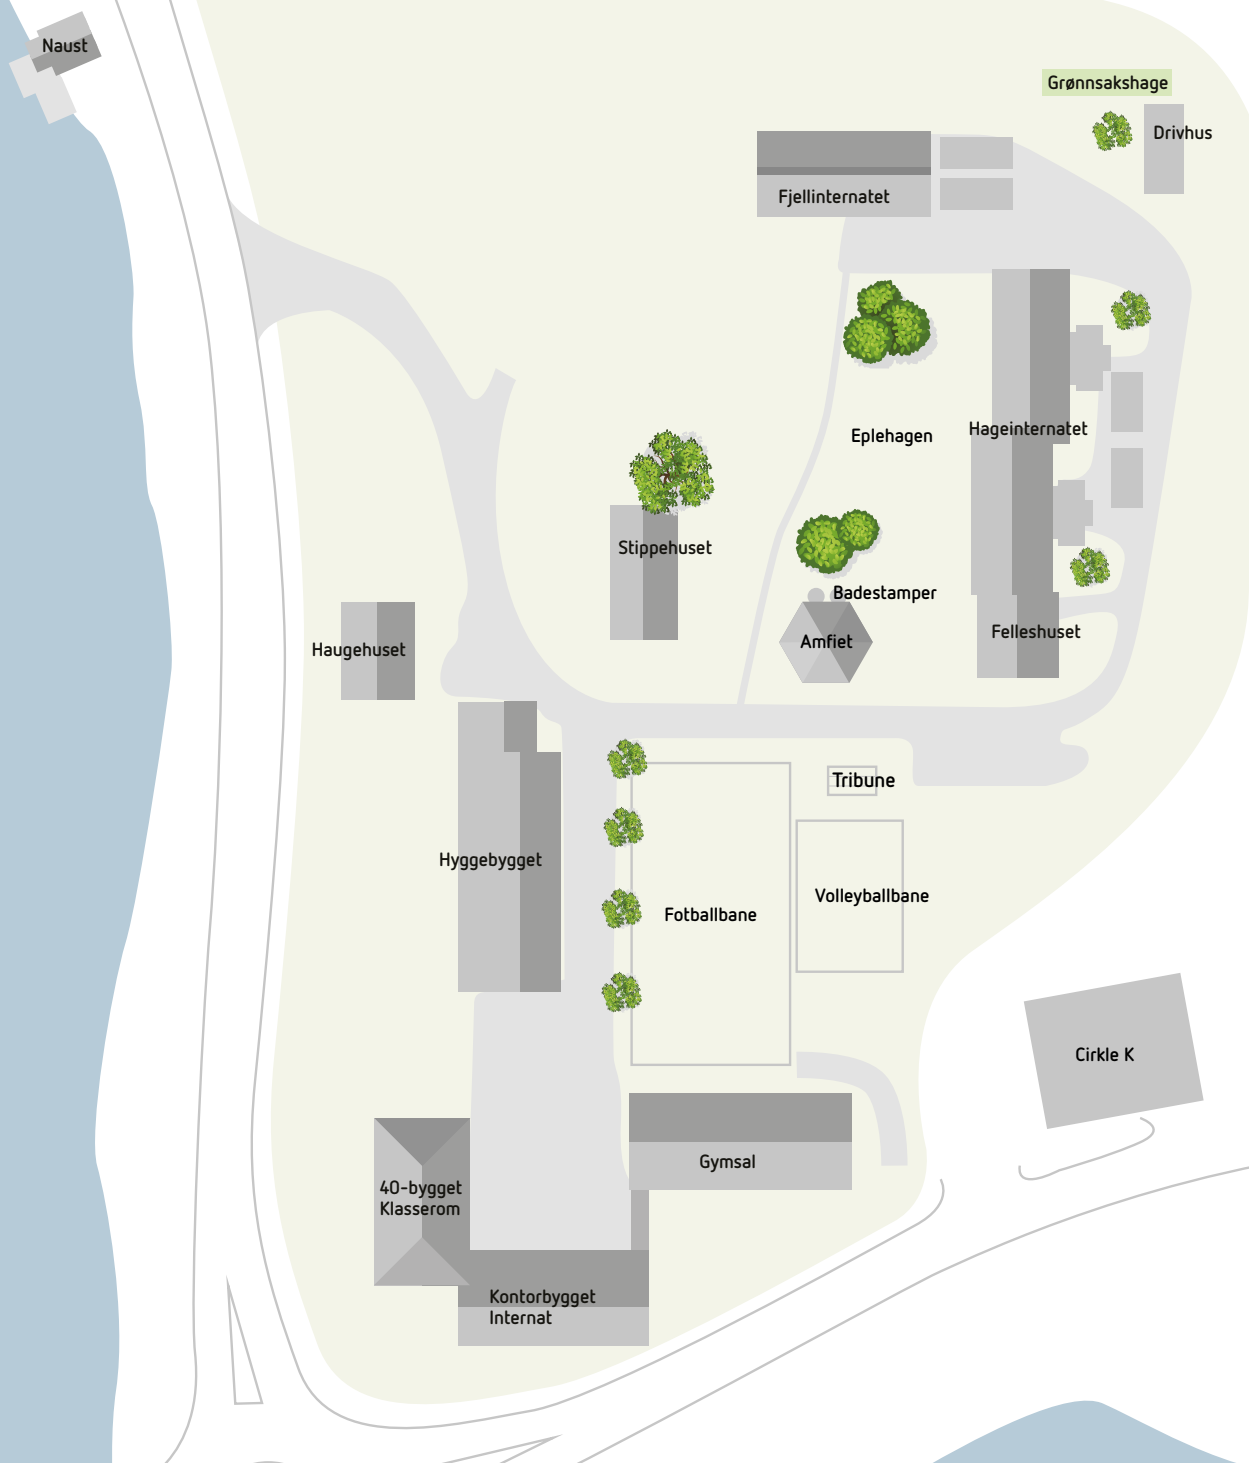 Naust
Grønnsakshage
Drivhus
Fjellinternatet
Hageinternatet
Eplehagen
Stippehuset
Badestamper
Felleshuset
Amfiet
Haugehuset
Tribune
Hyggebygget
Volleyballbane
Fotballbane
Cirkle K
Gymsal
40-bygget
Klasserom
Kontorbygget
Internat